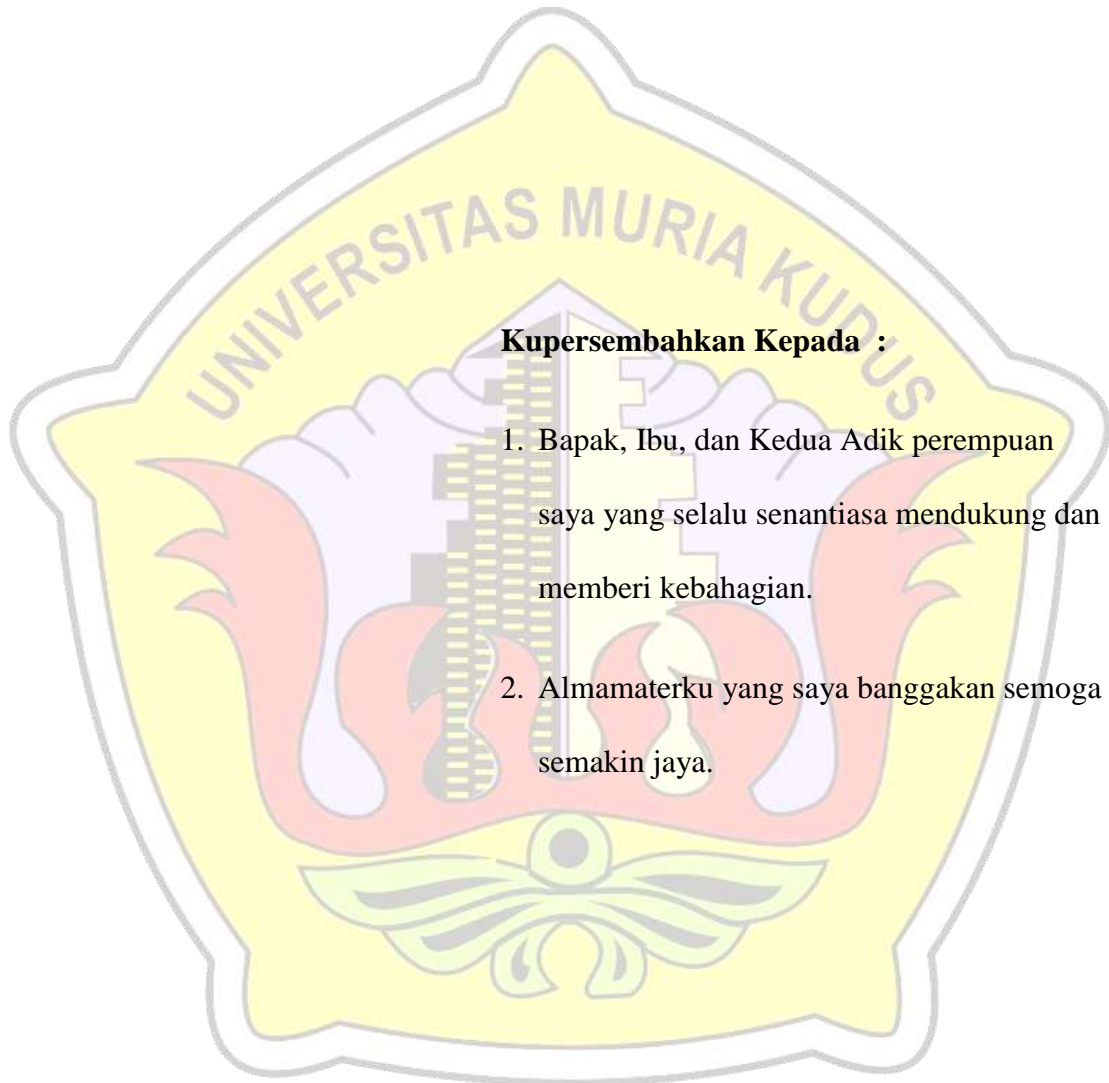 UNIVERSITAS MURIA KUDUS
Kupersembahkan Kepada :
1. Bapak, Ibu, dan Kedua Adik perempuan
saya yang selalu senantiasa mendukung dan
memberi kebahagian.
2. Almamaterku yang saya banggakan semoga
semakin jaya.